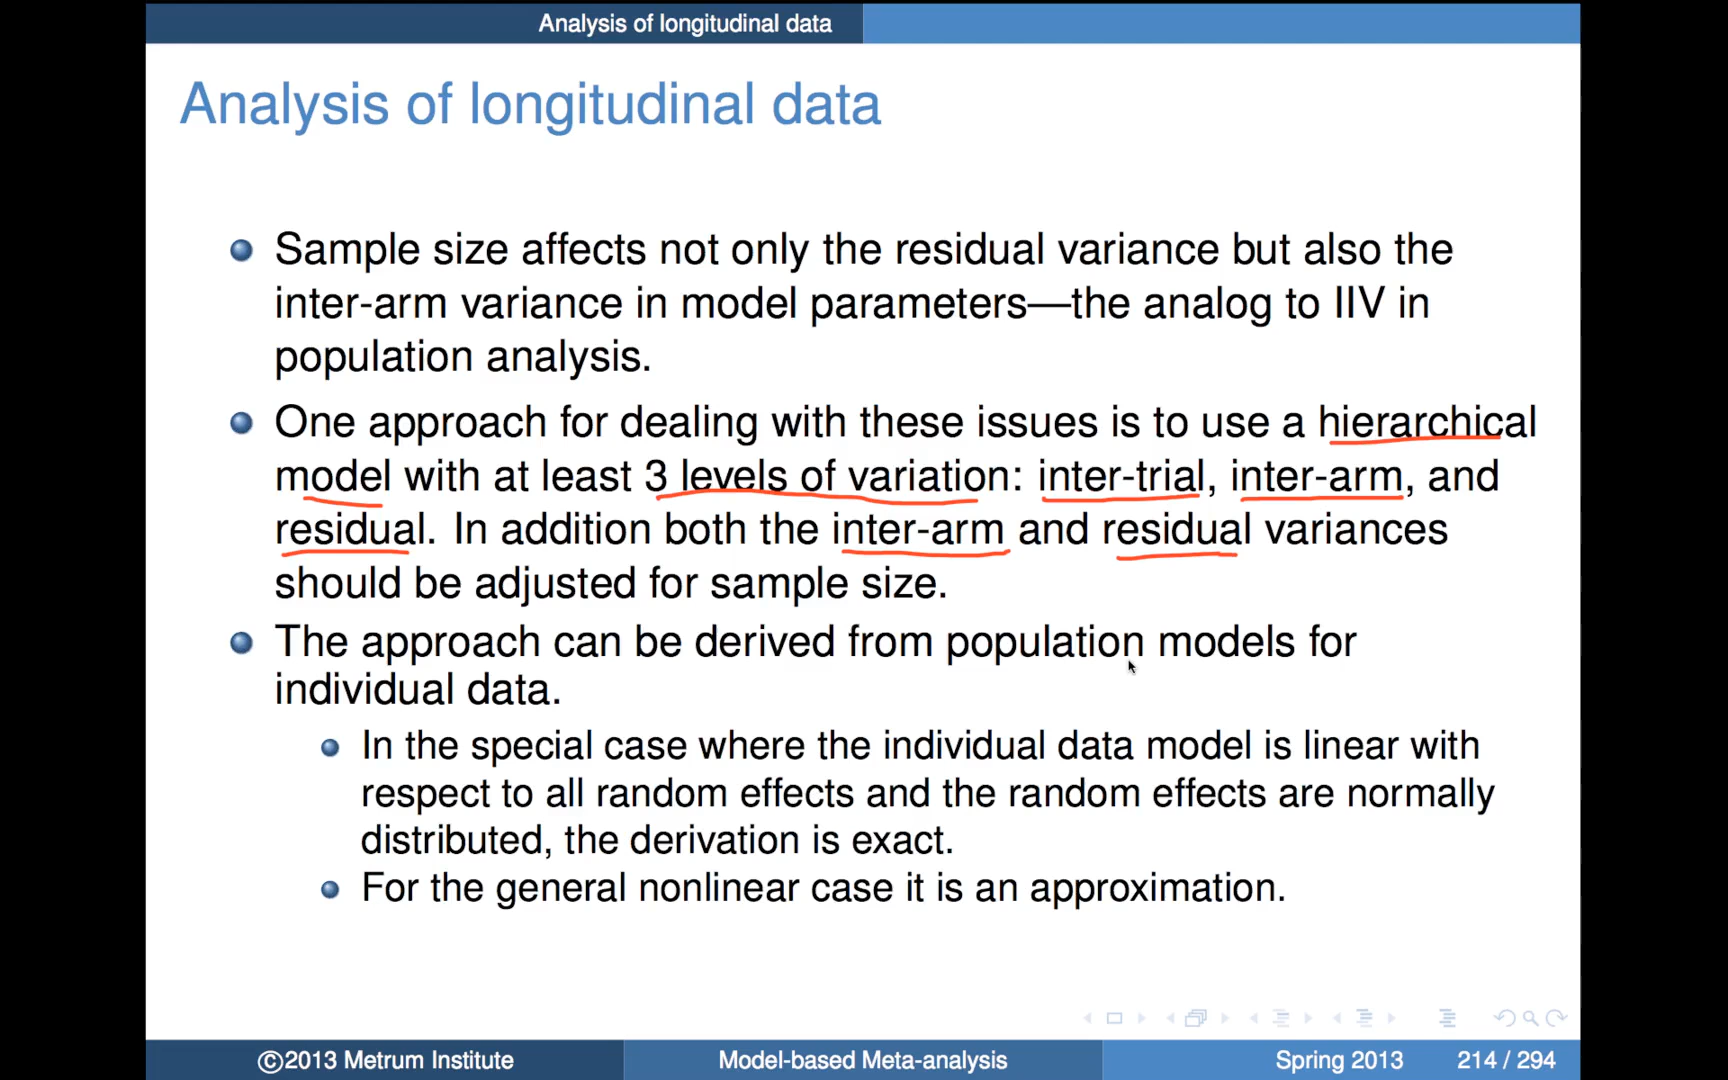 Analysis of longitudinal data
Analysis of longitudinal data
Sample size affects not only the residual variance but also the
inter-arm variance in model parameters—the analog to IIV in
population analysis.
One approach for dealing with these issues is to use a hierarchical
model with at least 3 levels of variation: inter-trial, inter-arm, and
residual. In addition both the inter-arm and residual variances
should be adjusted for sample size.
The approach can be derived from population models for
individual data.
In the special case where the individual data model is linear with
respect to all random effects and the random effects are normally
distributed, the derivation is exact.
For the general nonlinear case it is an approximation.
©2013 Metrum Institute Model-based Meta-analysis Spring 2013 214 / 294